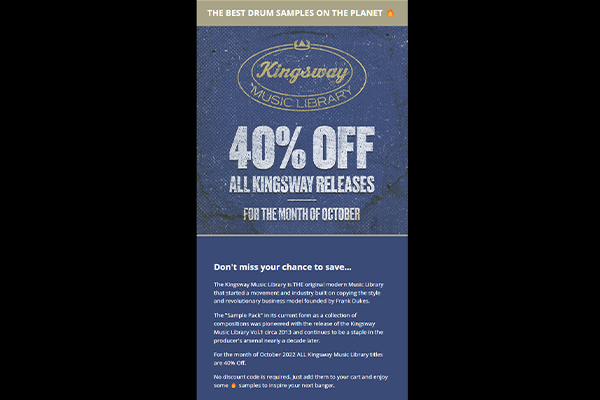 THE BEST DRUM SAMPLES ON THE PLANET 🔥
Kingsway
MUSIC LIBRARY
40% OFF
ALL KINGSWAY RELEASES
FOR THE MONTH OF OCTOBER
Don't miss your chance to save...
The Kingsway Music Library is THE original modern Music Library
that started a movement and industry built on copying the style
and revolutionary business model founded by Frank Dukes.
The "Sample Pack" in its current form as a collection of
compositions was pioneered with the release of the Kingsway
Music Library Vol.1 circa 2013 and continues to be a staple in the
producer's arsenal nearly a decade later.
For the month of October 2022 ALL Kingsway Music Library titles
are 40% Off.
No discount code is required, just add them to your cart and enjoy
some 🔥 samples to inspire your next banger.